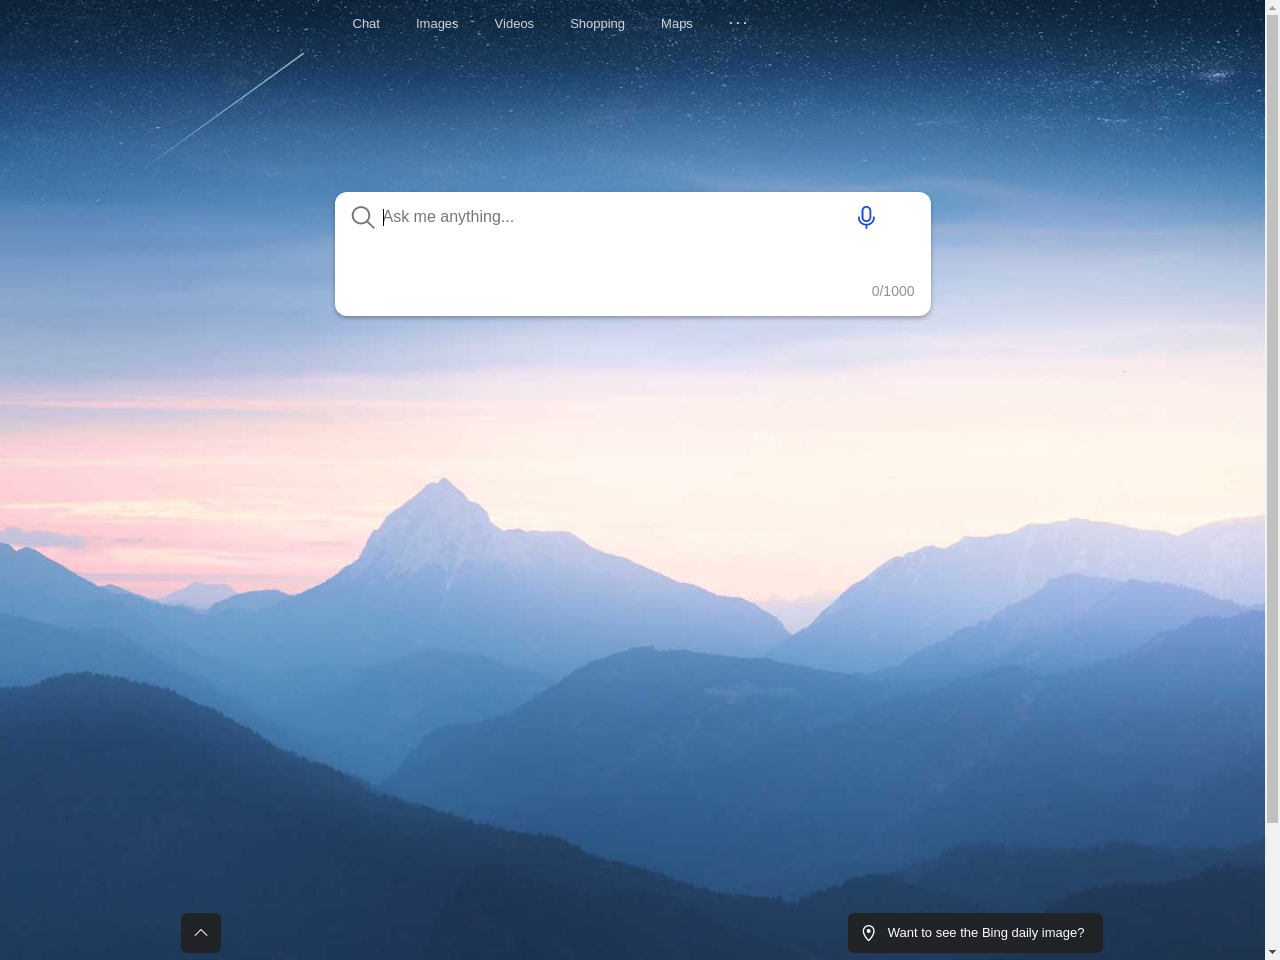 Chat Images Videos Shopping Maps ...
Ask me anything...
0/1000
Want to see the Bing daily image?